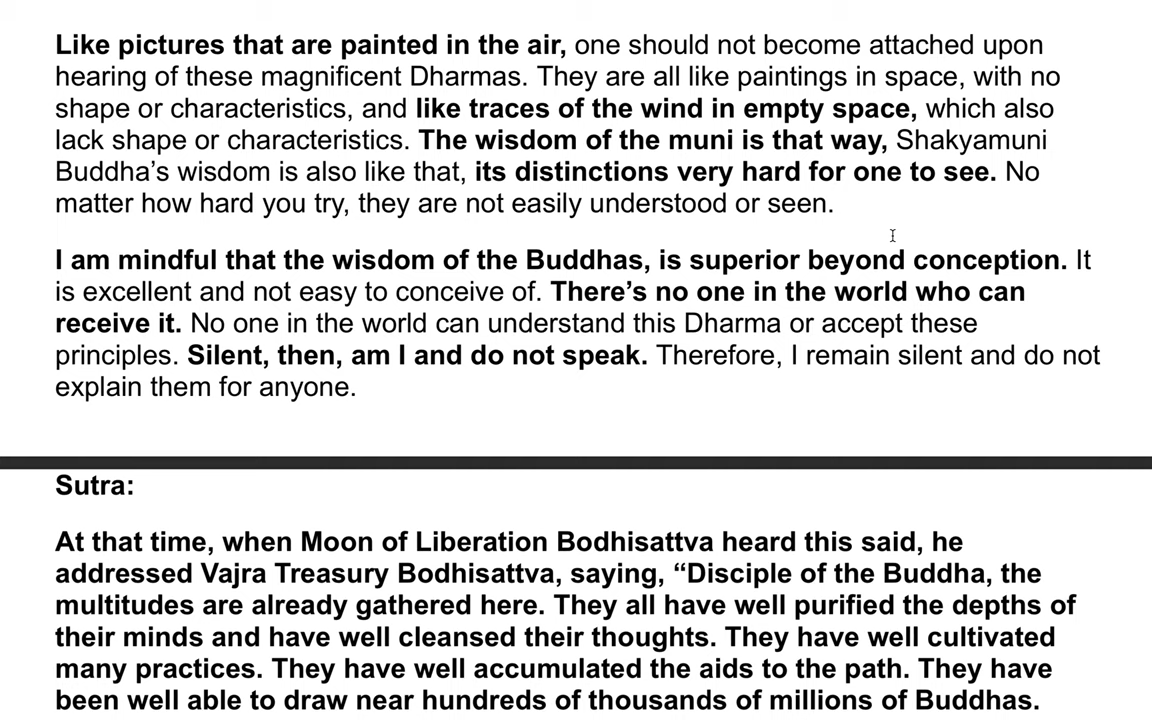 Like pictures that are painted in the air, one should not become attached upon
hearing of these magnificent Dharmas. They are all like paintings in space, with no
shape or characteristics, and like traces of the wind in empty space, which also
lack shape or characteristics. The wisdom of the muni is that way, Shakyamuni
Buddha’s wisdom is also like that, its distinctions very hard for one to see. No
matter how hard you try, they are not easily understood or seen.
I am mindful that the wisdom of the Buddhas, is superior beyond conception. It
is excellent and not easy to conceive of. There’s no one in the world who can
receive it. No one in the world can understand this Dharma or accept these
principles. Silent, then, am I and do not speak. Therefore, I remain silent and do not
explain them for anyone.
Sutra:
At that time, when Moon of Liberation Bodhisattva heard this said, he
addressed Vajra Treasury Bodhisattva, saying, “Disciple of the Buddha, the
multitudes are already gathered here. They all have well purified the depths of
their minds and have well cleansed their thoughts. They have well cultivated
many practices. They have well accumulated the aids to the path. They have
been well able to draw near hundreds of thousands of millions of Buddhas.